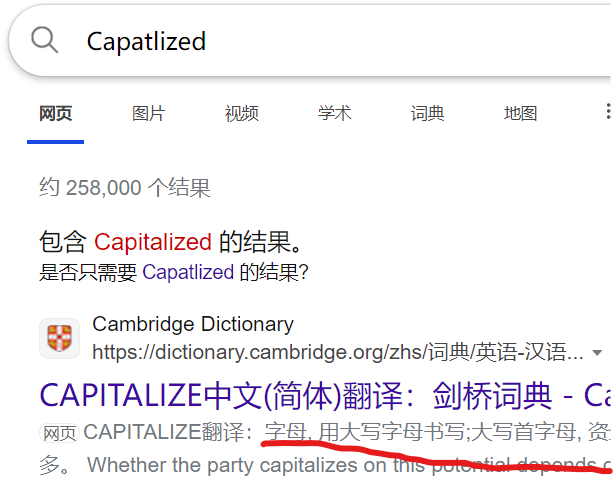 Capatlized
网页 图片 视频 学术 词典 地图
约 258,000 个结果
包含 Capitalized 的结果。
是否只需要 Capatlized 的结果?
Cambridge Dictionary
https://dictionary.cambridge.org/zhs/词典/英语-汉语...
CAPITALIZE中文(简体)翻译：剑桥词典 - Ca
网页 CAPITALIZE翻译：字母, 用大写字母书写;大写首字母, 资
多。 Whether the party capitalizes on this potential depends